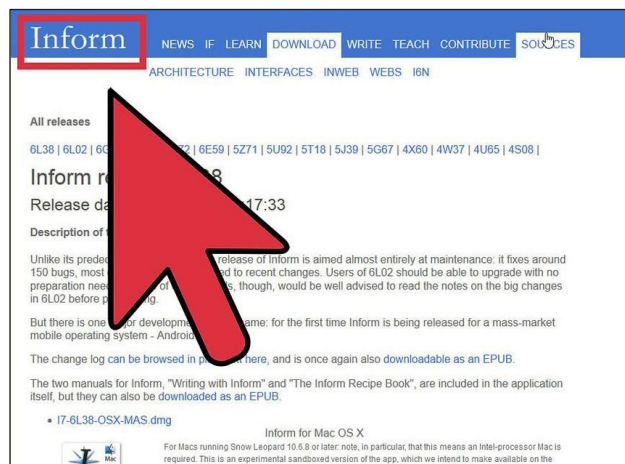 Inform
NEWS IF LEARN DOWNLOAD WRITE TEACH CONTRIBUTE SOURCES
ARCHITECTURE INTERFACES INWEB WEBS I6N
All releases
6L38 | 6L02 | 6E59 | 5Z71 | 5U92 | 5T18 | 5J39 | 5G67 | 4X60 | 4W37 | 4U65 | 4S08 |
Inform
Release 17:33
Description of
Unlike its release of Inform is aimed almost entirely at maintenance: it fixes around
150 bugs, most to recent changes. Users of 6L02 should be able to upgrade with no
preparation of though, would be well advised to read the notes on the big changes
in 6L02 before
But there is one for the first time Inform is being released for a mass-market
mobile operating system - Android
The change log can be browsed in here, and is once again also downloadable as an EPUB.
The two manuals for Inform, "Writing with Inform" and "The Inform Recipe Book", are included in the application
itself, but they can also be downloaded as an EPUB.
• I7-6L38-OSX-MAS.dmg
Inform for Mac OS X
For Macs running Snow Leopard 10.6.8 or later: note, in particular, that this means an Intel-processor Mac is
required. This is an experimental sandboxed version of the app, which we intend to make available on the
Mac